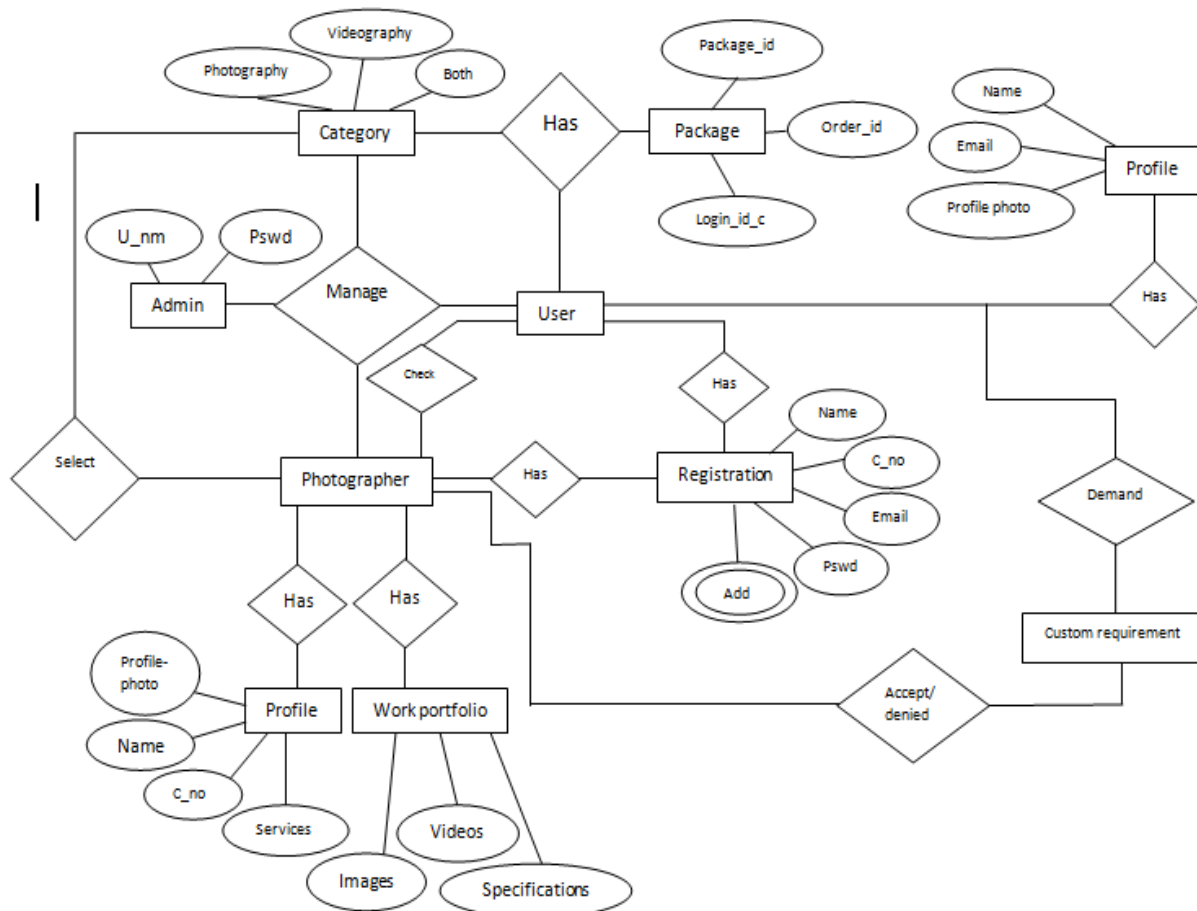 Package_id
Videography
Photography
Both
Name
Has
Category
Package
Order_id
Email
Profile
Profile photo
Login_id_c
U_nm
Pswd
Manage
Admin
User
Has
Check
Has
Name
Select
Photographer
Has
Registration
C_no
Demand
Email
Pswd
Add
Has
Has
Custom requirement
Profile-
photo
Accept/
denied
Profile
Work portfolio
Name
C_no
Services
Videos
Images
Specifications